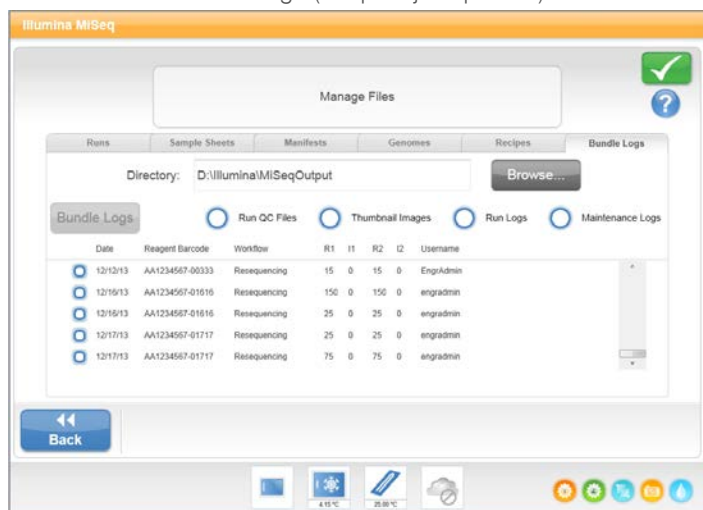 Illumina MiSeq
Manage Files
Runs Sample Sheets Manifests Genomes Recipes Bundle Logs
Directory: D:\Illumina\MiSeqOutput Browse...
Bundle Logs Run QC Files Thumbnail Images Run Logs Maintenance Logs
Date Reagent Barcode Workflow R1 I1 R2 I2 Username
12/12/13 AA1234567-00333 Resequencing 15 0 15 0 EngrAdmin
12/16/13 AA1234567-01616 Resequencing 150 0 150 0 engradmin
12/16/13 AA1234567-01616 Resequencing 25 0 25 0 engradmin
12/17/13 AA1234567-01717 Resequencing 25 0 25 0 engradmin
12/17/13 AA1234567-01717 Resequencing 75 0 75 0 engradmin
Back
4.15 °C 25.00 °C